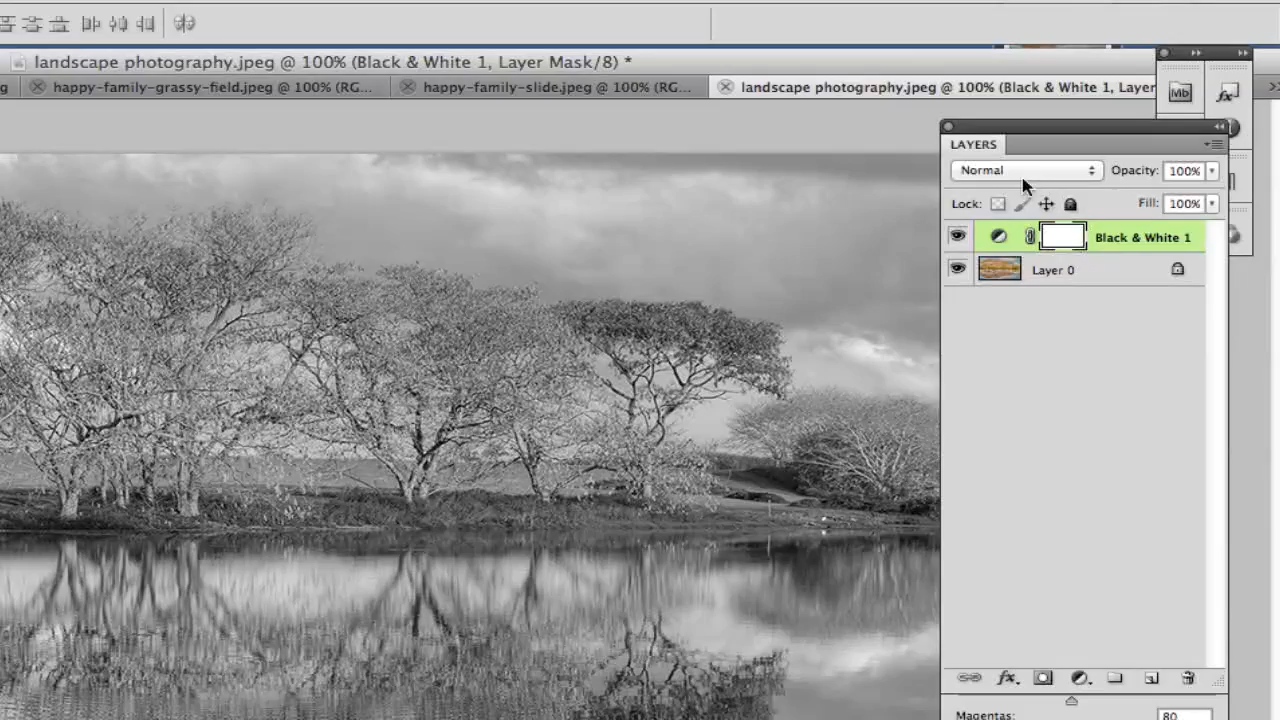 landscape photography.jpeg @ 100% (Black & White 1, Layer Mask/8) *
g happy-family-grassy-field.jpeg @ 100% (RG... happy-family-slide.jpeg @ 100% (RG... landscape photography.jpeg @ 100% (Black & White 1, Layer
Mb fx
LAYERS
Normal Opacity: 100%
Lock: Fill: 100%
Black & White 1
Layer 0
fx.
Magentas: 80